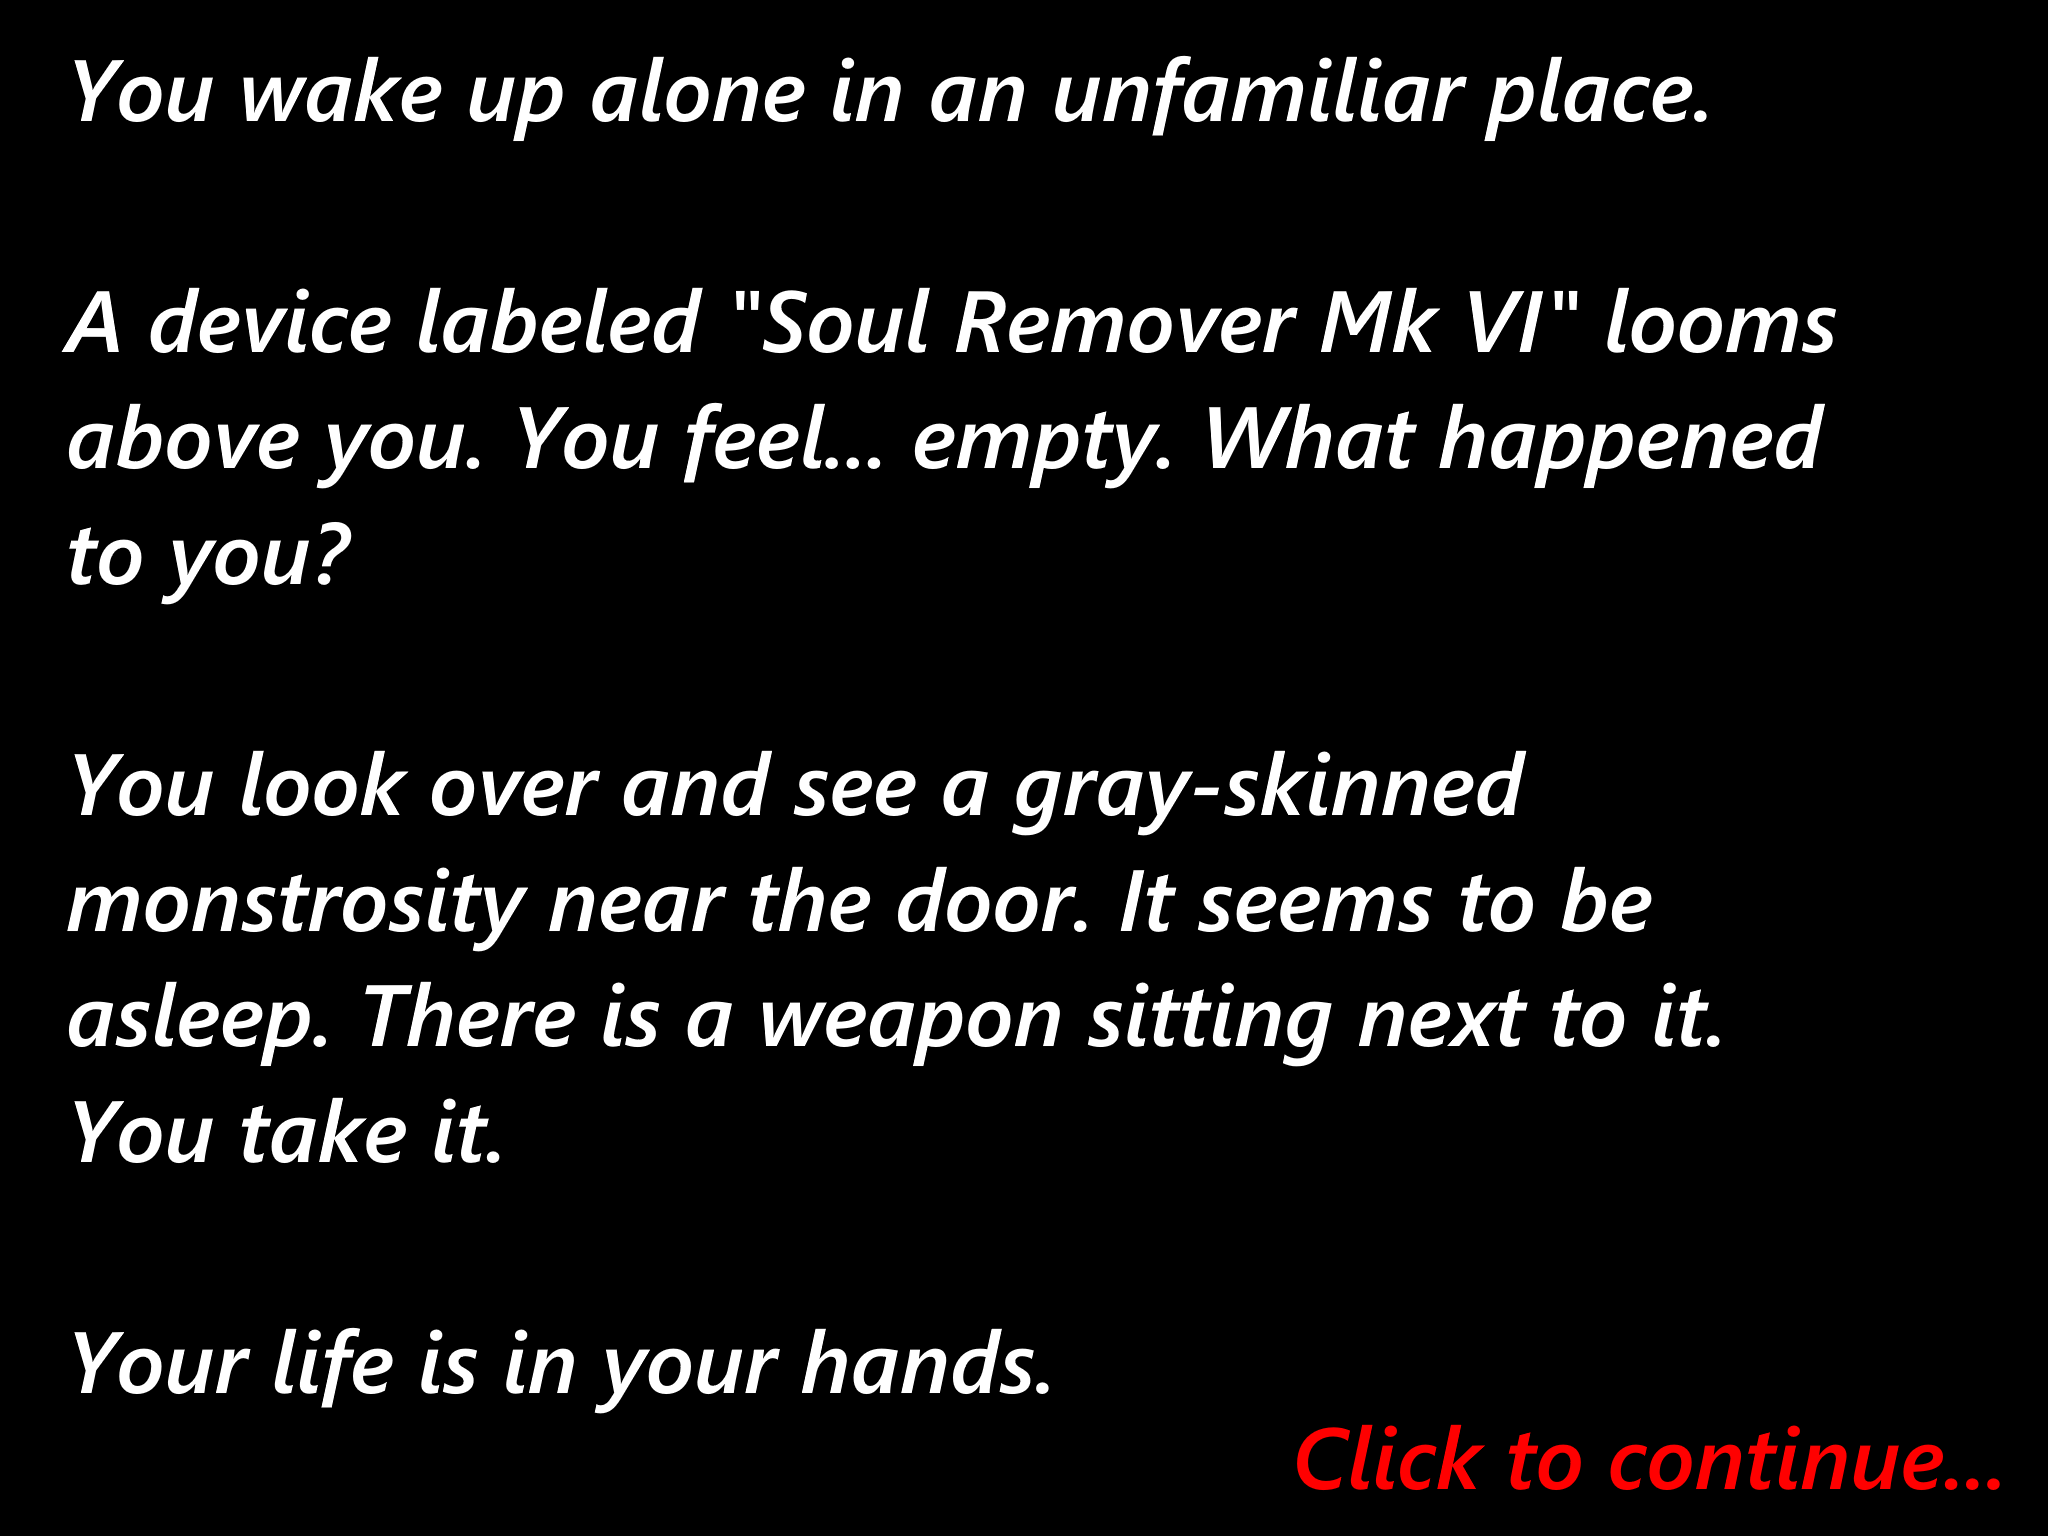 You wake up alone in an unfamiliar place.
A device labeled "Soul Remover Mk VI" looms
above you. You feel... empty. What happened
to you?
You look over and see a gray-skinned
monstrosity near the door. It seems to be
asleep. There is a weapon sitting next to it.
You take it.
Your life is in your hands.
Click to continue...